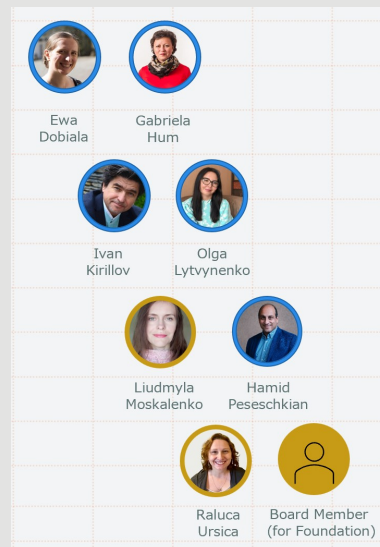 Ewa
Dobiala
Gabriela
Hum
Ivan
Kirillov
Olga
Lytvynenko
Liudmyla
Moskalenko
Hamid
Peseschkian
Raluca
Ursica
Board Member
(for Foundation)